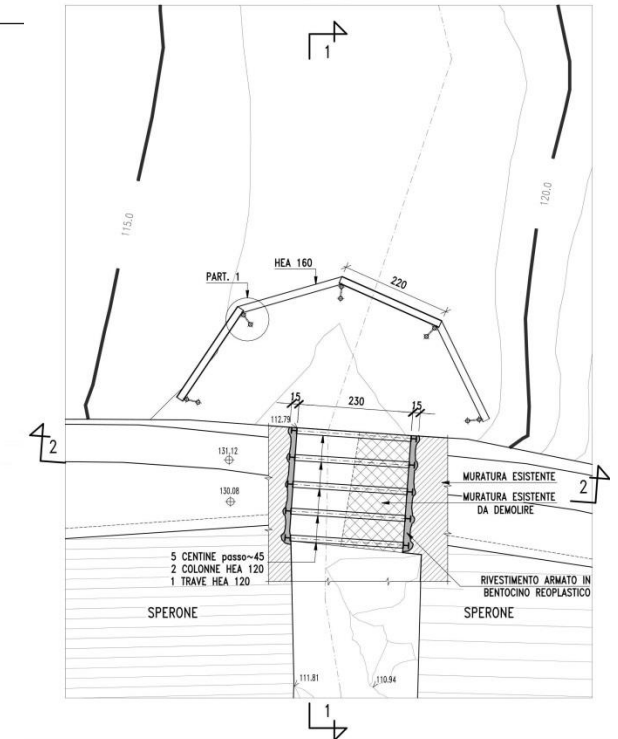 1
115.0
120.0
PART. 1
HEA 160
220
15
230
15
112.79
2
131.12
130.08
MURATURA ESISTENTE
MURATURA ESISTENTE
DA DEMOLIRE
2
5 CENTINE passo~45
2 COLONNE HEA 120
1 TRAVE HEA 120
RIVESTIMENTO ARMATO IN
BENTOCINO REOPLASTICO
SPERONE
SPERONE
111.81
110.94
1